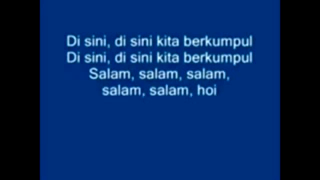 Di sini, di sini kita berkumpul
Di sini, di sini kita berkumpul
Salam, salam, salam,
salam, salam, hoi